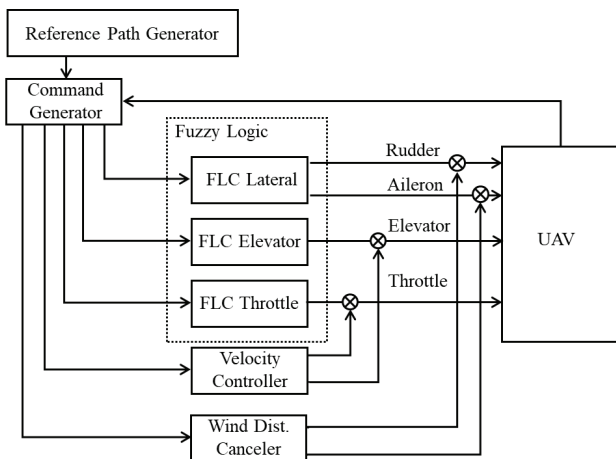 Reference Path Generator
Command
Generator
Fuzzy Logic
FLC Lateral
Rudder
Aileron
FLC Elevator
Elevator
UAV
FLC Throttle
Throttle
Velocity
Controller
Wind Dist.
Canceler